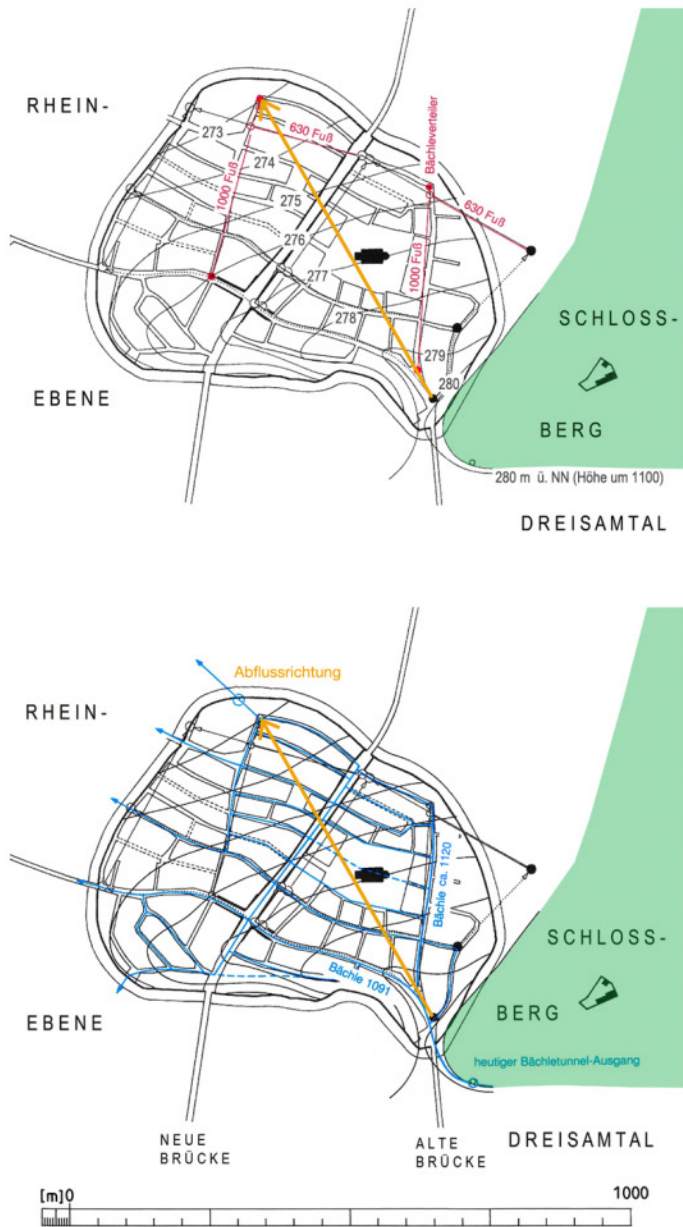 RHEIN-
273
274
630 Fuß
Bächleverteiler
1000 Fuß
275
276
630 Fuß
277
1000 Fuß
278
279
280
SCHLOSS-
EBENE
BERG
280 m ü. NN (Höhe um 1100)
DREISAMTAL
Abflussrichtung
RHEIN-
Bächle ca. 1120
SCHLOSS-
Bächle 1091
EBENE
BERG
heutiger Bächletunnel-Ausgang
NEUE
BRÜCKE
ALTE
BRÜCKE
DREISAMTAL
[m] 0
1000